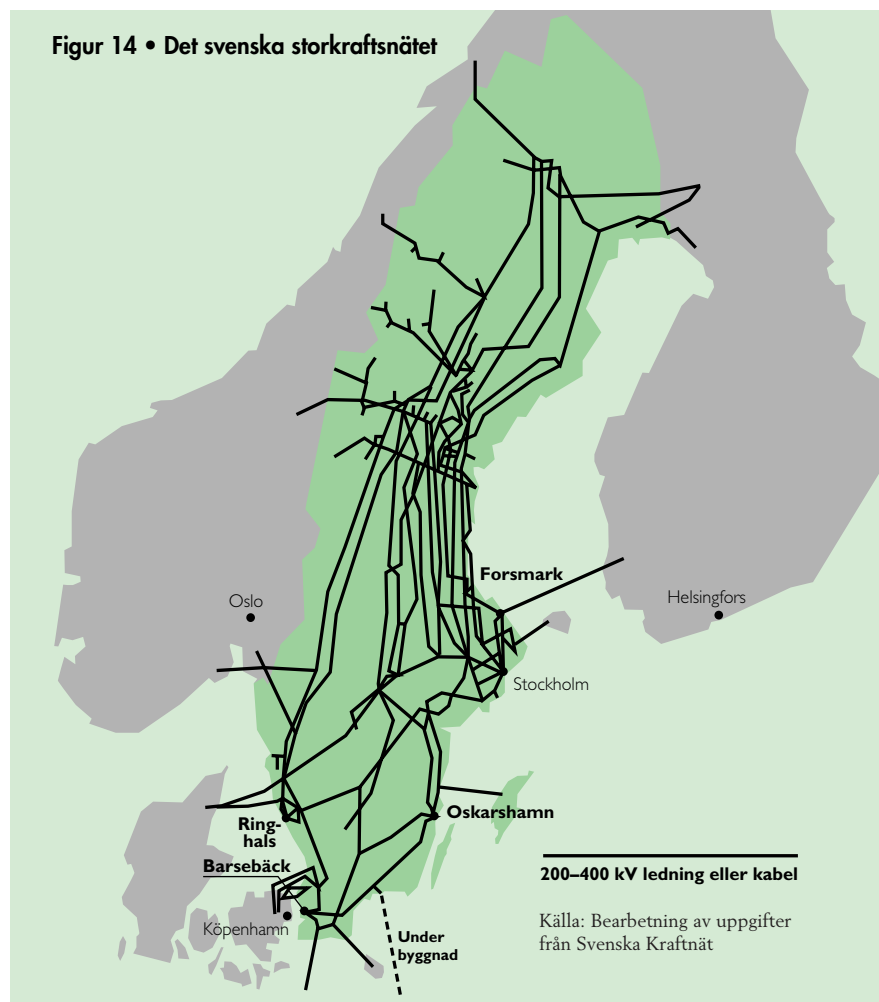 Figur 14 • Det svenska storkraftsnätet
Forsmark
Oslo
Helsingfors
Stockholm
Ring-
hals
Oskarshamn
Barsebäck
Köpenhamn
Under
byggnad
200–400 kV ledning eller kabel
Källa: Bearbetning av uppgifter
från Svenska Kraftnät